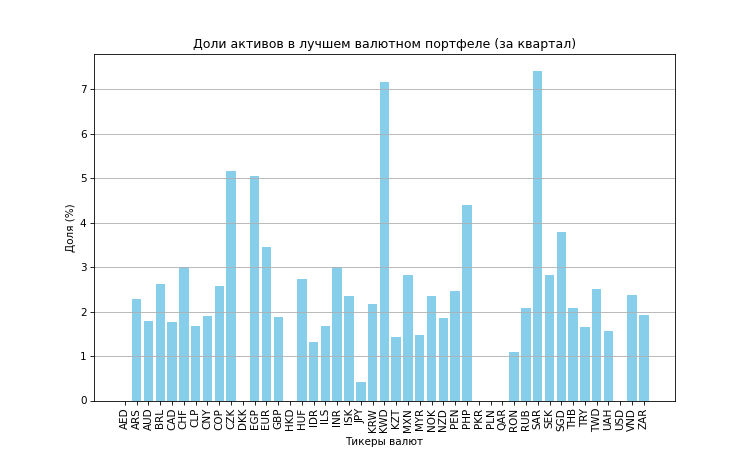 Доли активов в лучшем валютном портфеле (за квартал)
Доля (%)
7
6
5
4
3
2
1
0
AED ARS AUD BRL CAD CHF CLP CNY COP CZK DKK EGP EUR GBP HKD HUF IDR ILS INR ISK JPY KRW KWD KZT MXN MYR NOK NZD PEN PHP PKR PLN QAR RON RUB SAR SEK SGD THB TRY TWD UAH USD VND ZAR
Тикеры валют